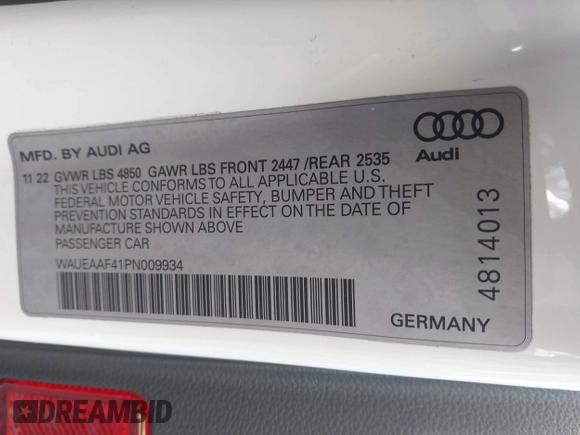 MFD. BY AUDI AG
11 22 GVWR LBS 4850 GAWR LBS FRONT 2447 /REAR 2535
THIS VEHICLE CONFORMS TO ALL APPLICABLE U.S.
FEDERAL MOTOR VEHICLE SAFETY, BUMPER AND THEFT
PREVENTION STANDARDS IN EFFECT ON THE DATE OF
MANUFACTURE SHOWN ABOVE
PASSENGER CAR
WAUEAAF41PN009934
Audi
4814013
GERMANY
DREAMBID